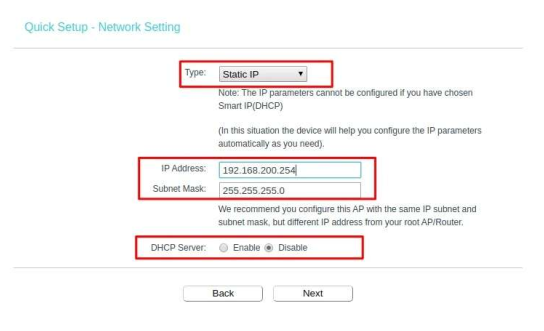 Quick Setup - Network Setting
Type: Static IP
Note: The IP parameters cannot be configured if you have chosen
Smart IP(DHCP)
(In this situation the device will help you configure the IP parameters
automatically as you need).
IP Address: 192.168.200.254
Subnet Mask: 255.255.255.0
We recommend you configure this AP with the same IP subnet and
subnet mask, but different IP address from your root AP/Router.
DHCP Server: Enable Disable
Back Next